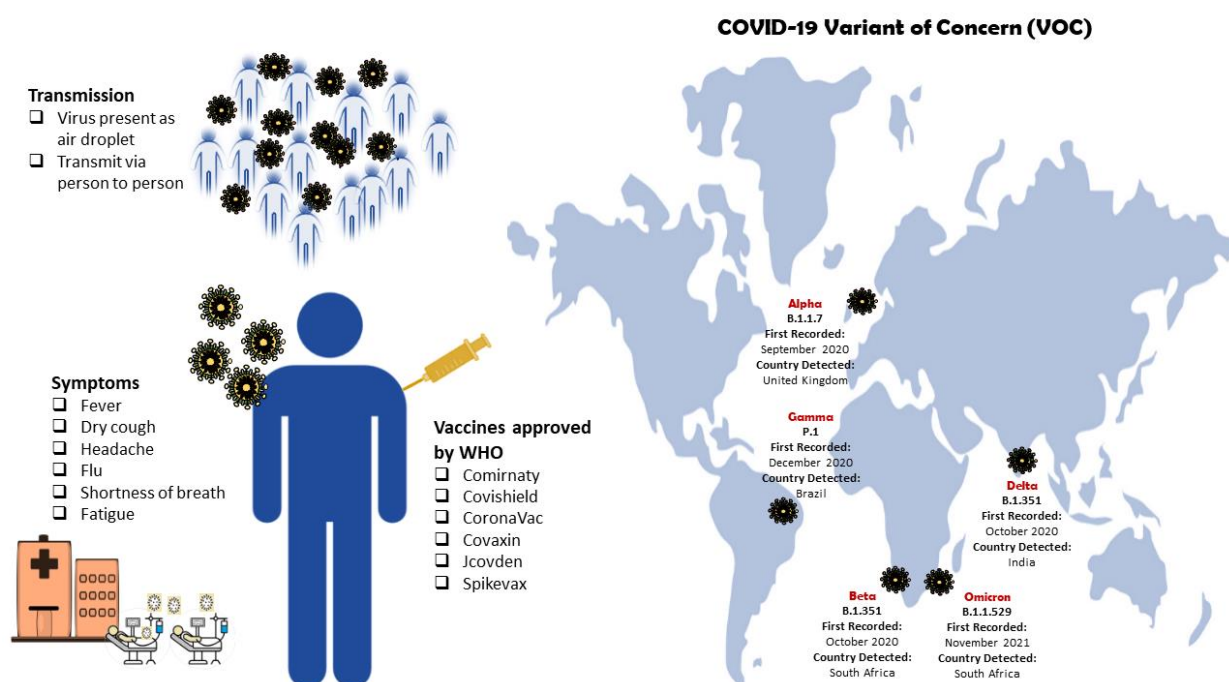 COVID-19 Variant of Concern (VOC)
Transmission
❑ Virus present as
air droplet
❑ Transmit via
person to person
Symptoms
❑ Fever
❑ Dry cough
❑ Headache
❑ Flu
❑ Shortness of breath
❑ Fatigue
Vaccines approved
by WHO
❑ Comirnaty
❑ Covishield
❑ CoronaVac
❑ Covaxin
❑ Jcovden
❑ Spikevax
Alpha
B.1.1.7
First Recorded:
September 2020
Country Detected:
United Kingdom
Gamma
P.1
First Recorded:
December 2020
Country Detected:
Brazil
Delta
B.1.351
First Recorded:
October 2020
Country Detected:
India
Beta
B.1.351
First Recorded:
October 2020
Country Detected:
South Africa
Omicron
B.1.1.529
First Recorded:
November 2021
Country Detected:
South Africa